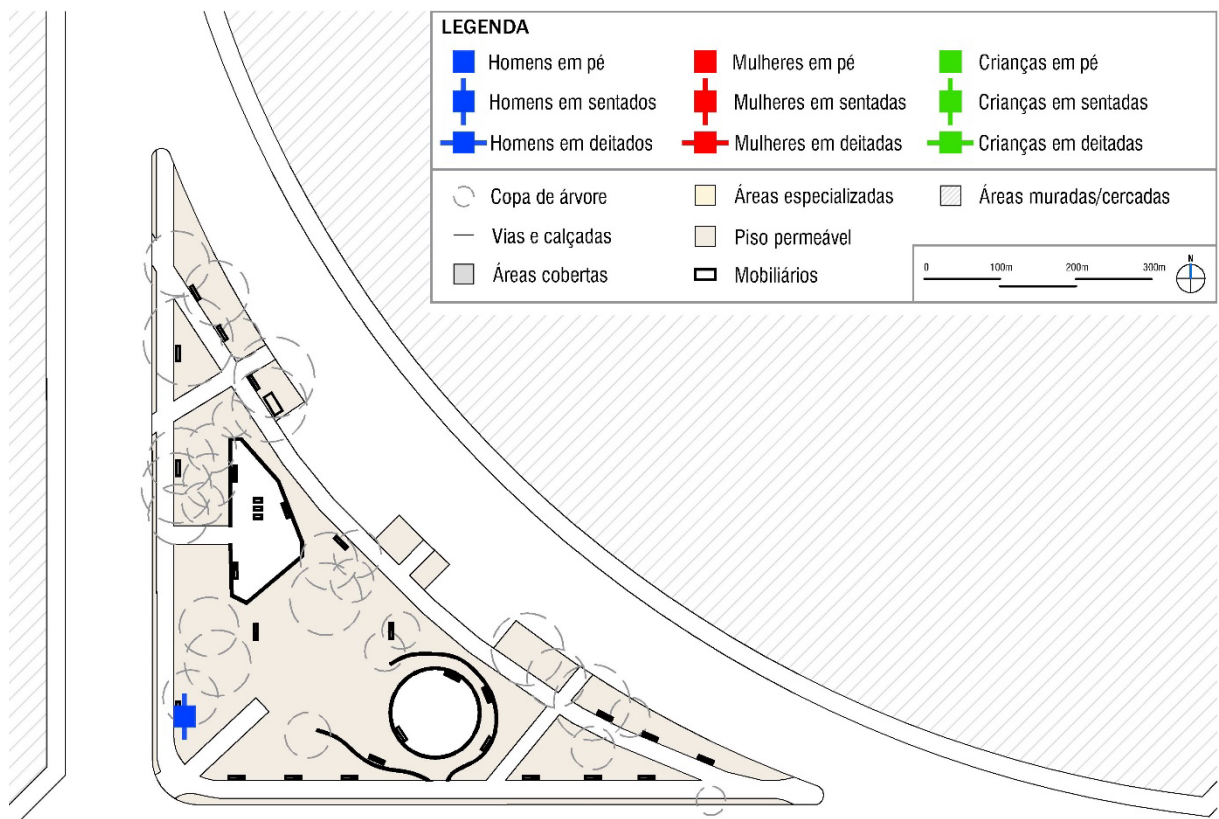 LEGENDA
Homens em pé
Mulheres em pé
Crianças em pé
Homens em sentados
Mulheres em sentadas
Crianças em sentadas
Homens em deitados
Mulheres em deitadas
Crianças em deitadas
Copa de árvore
Áreas especializadas
Áreas muradas/cercadas
Vias e calçadas
Piso permeável
Áreas cobertas
Mobiliários
0 100m 200m 300m
N